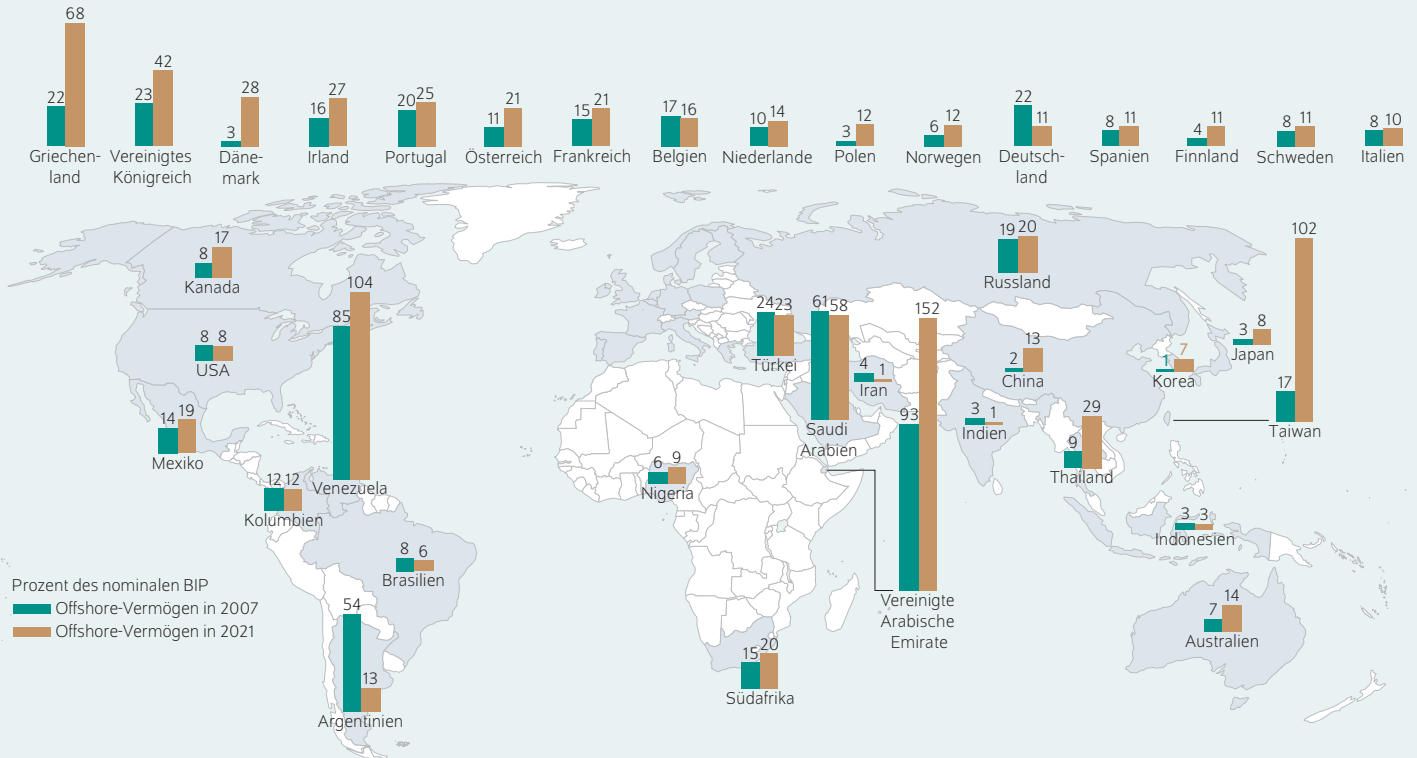 68
22
Griechen-
land
42
23
Vereinigtes
Königreich
28
3
Däne-
mark
27
16
Irland
20 25
Portugal
21
11
Österreich
21
15
Frankreich
17 16
Belgien
10 14
Niederlande
12
3
Polen
12
6
Norwegen
22
11
Deutsch-
land
8 11
Spanien
11
4
Finnland
8 11
Schweden
8 10
Italien
17
8
Kanada
8 8
USA
14 19
Mexiko
104
85
Venezuela
12 12
Kolumbien
8 6
Brasilien
54
13
Argentinien
19 20
Russland
24 23
Türkei
61 58
Saudi
Arabien
4 1
Iran
152
93
Vereinigte
Arabische
Emirate
6 9
Nigeria
15 20
Südafrika
13
2
China
3 1
Indien
29
9
Thailand
1 7
Korea
3 8
Japan
102
17
Taiwan
3 3
Indonesien
14
7
Australien
Prozent des nominalen BIP
Offshore-Vermögen in 2007
Offshore-Vermögen in 2021